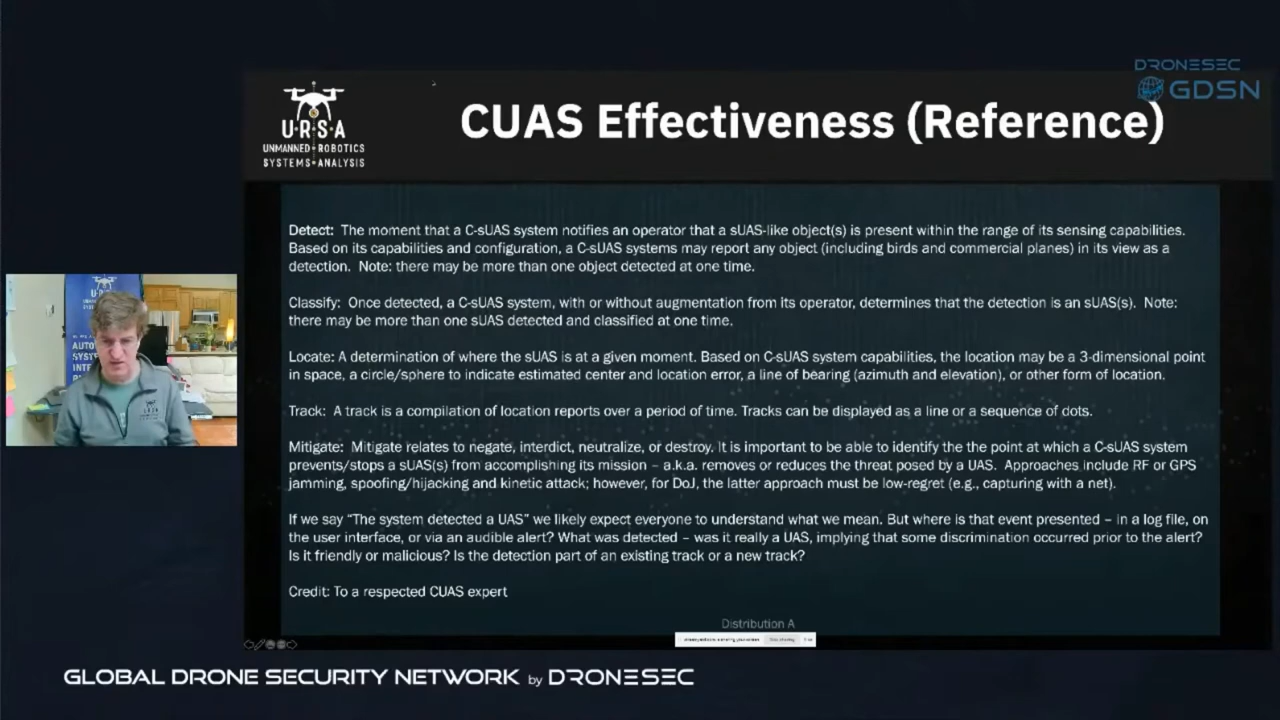 DRONESEC
GDSN
URSA
UNMANNED ROBOTICS
SYSTEMS ANALYSIS
CUAS Effectiveness (Reference)
Detect: The moment that a C-sUAS system notifies an operator that a sUAS-like object(s) is present within the range of its sensing capabilities.
Based on its capabilities and configuration, a C-sUAS systems may report any object (including birds and commercial planes) in its view as a
detection. Note: there may be more than one object detected at one time.
Classify: Once detected, a C-sUAS system, with or without augmentation from its operator, determines that the detection is an sUAS(s). Note:
there may be more than one sUAS detected and classified at one time.
Locate: A determination of where the sUAS is at a given moment. Based on C-sUAS system capabilities, the location may be a 3-dimensional point
in space, a circle/sphere to indicate estimated center and location error, a line of bearing (azimuth and elevation), or other form of location.
Track: A track is a compilation of location reports over a period of time. Tracks can be displayed as a line or a sequence of dots.
Mitigate: Mitigate relates to negate, interdict, neutralize, or destroy. It is important to be able to identify the the point at which a C-sUAS system
prevents/stops a sUAS(s) from accomplishing its mission – a.k.a. removes or reduces the threat posed by a UAS. Approaches include RF or GPS
jamming, spoofing/hijacking and kinetic attack; however, for DoJ, the latter approach must be low-regret (e.g., capturing with a net).
If we say “The system detected a UAS” we likely expect everyone to understand what we mean. But where is that event presented – in a log file, on
the user interface, or via an audible alert? What was detected – was it really a UAS, implying that some discrimination occurred prior to the alert?
Is it friendly or malicious? Is the detection part of an existing track or a new track?
Credit: To a respected CUAS expert
Distribution A
GLOBAL DRONE SECURITY NETWORK by DRONESEC